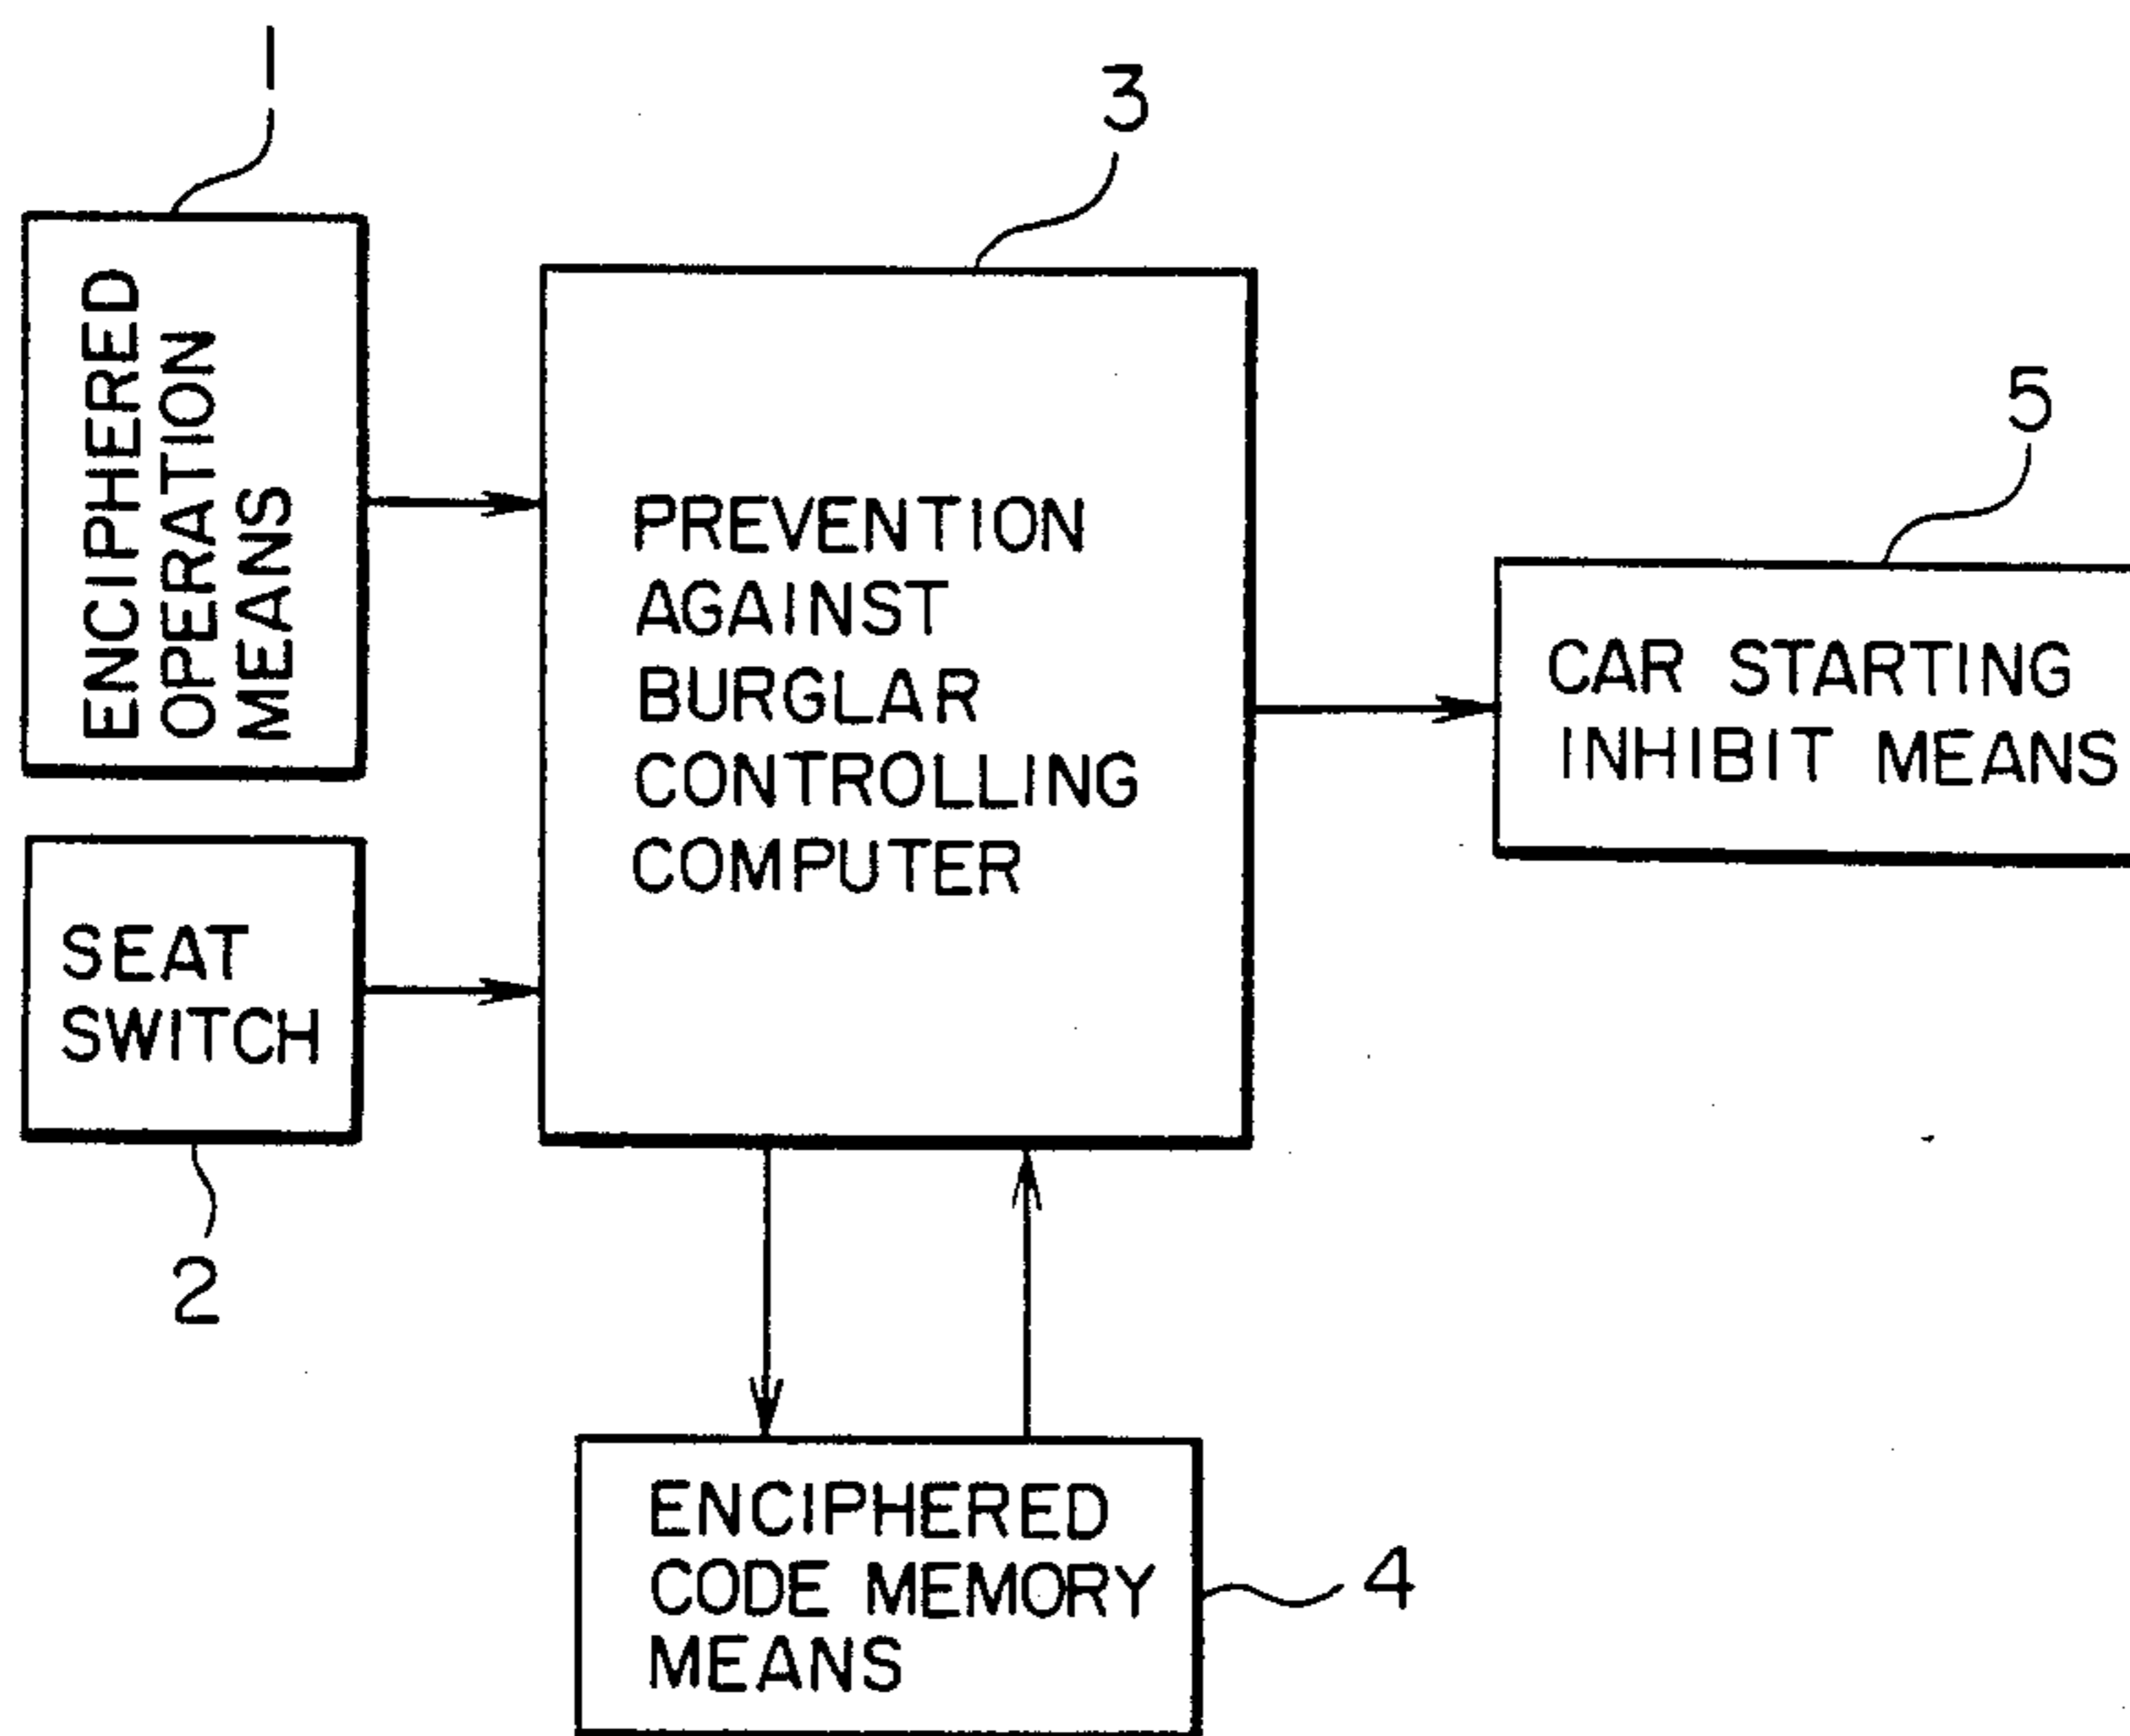 1
ENCIPHERED
OPERATION
MEANS
SEAT
SWITCH
2
3
PREVENTION
AGAINST
BURGLAR
CONTROLLING
COMPUTER
5
CAR STARTING
INHIBIT MEANS
ENCIPHERED
CODE MEMORY
MEANS
4